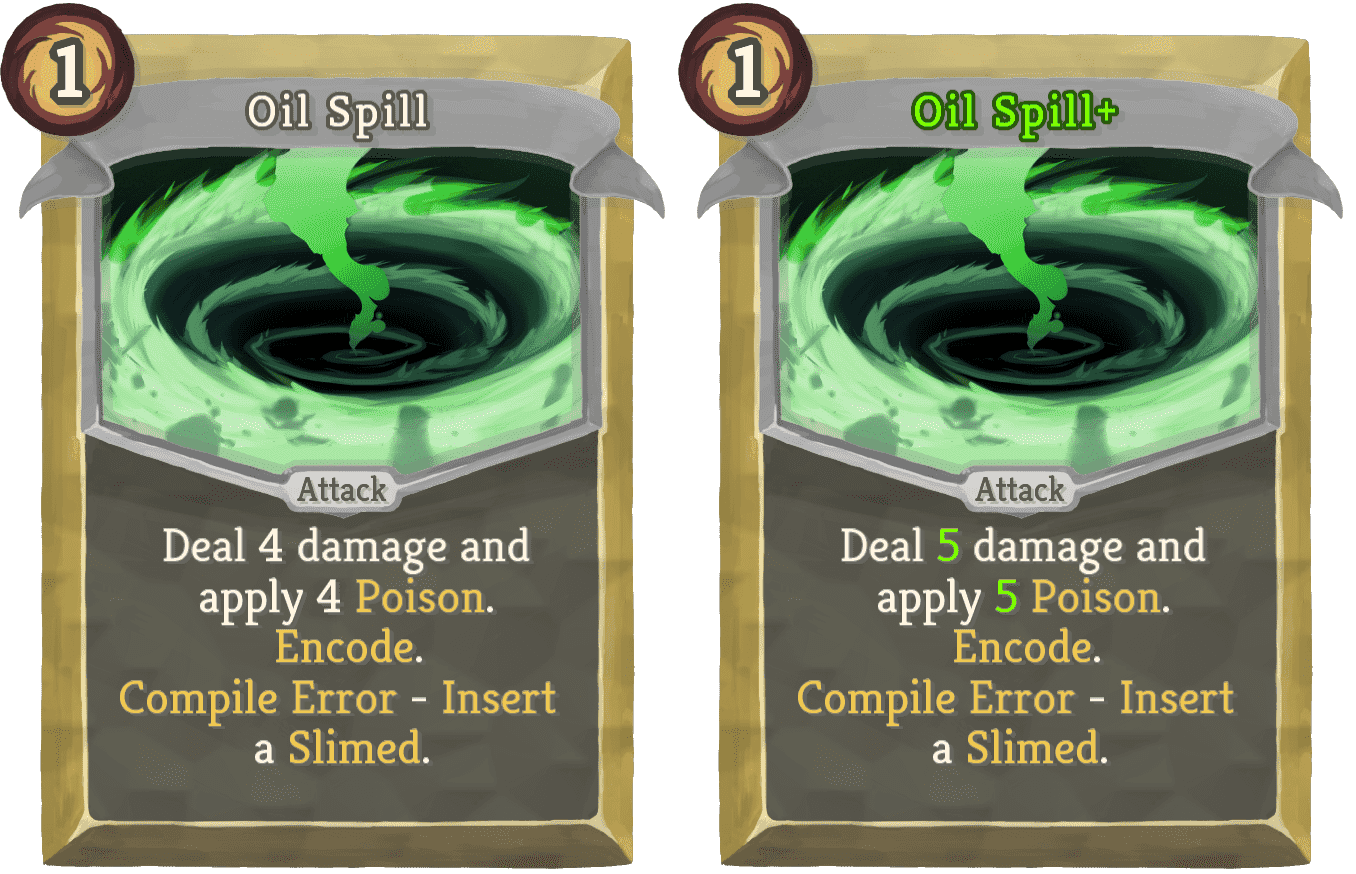 1
Oil Spill
Attack
Deal 4 damage and
apply 4 Poison.
Encode.
Compile Error - Insert
a Slimed.
1
Oil Spill+
Attack
Deal 5 damage and
apply 5 Poison.
Encode.
Compile Error - Insert
a Slimed.